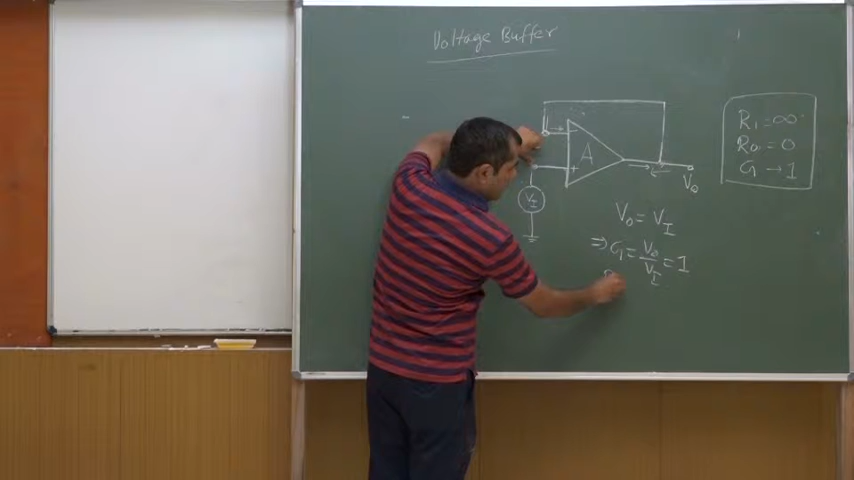 Voltage Buffer
A
+
VI
Vo
Ri = ∞
Ro = 0
G → 1
Vo = VI
⇒ G = Vo/VI = 1